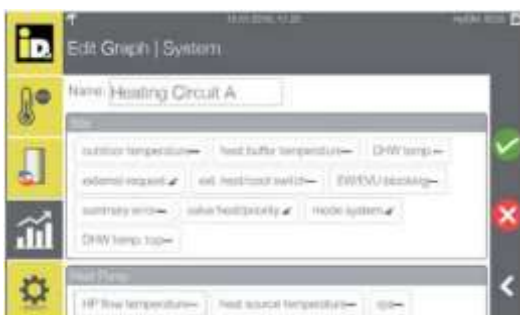 iD.
Edit Graph | System
Name: Heating Circuit A
outdoor temperature
heat buffer temperature
DHW temp.
external request
ext. heat/cool switch
EW/EVU blocking
summary error
valve heat/priority
mode system
DHW temp. top
Heat Pump
HP flow temperature
heat source temperature